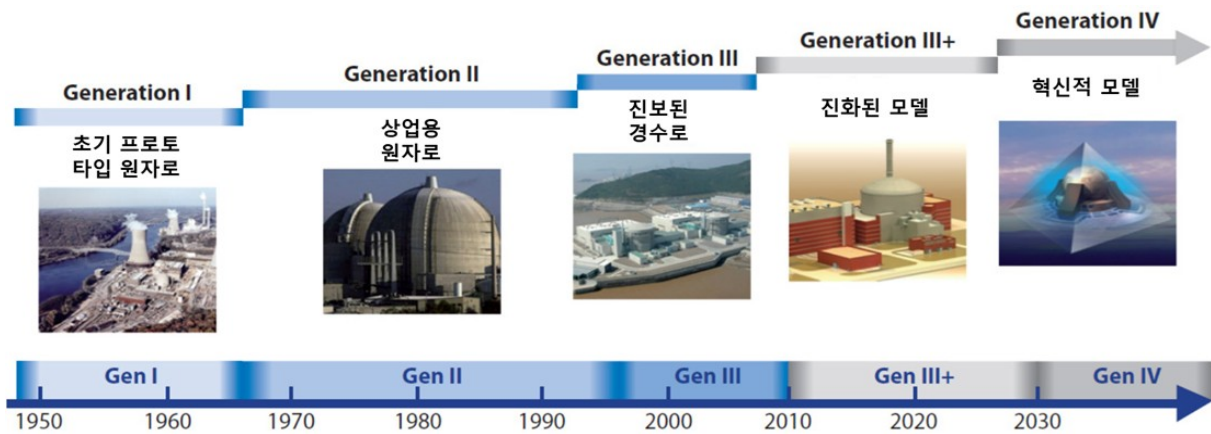 Generation I
초기 프로토
타입 원자로
Generation II
상업용
원자로
Generation III
진보된
경수로
Generation III+
진화된 모델
Generation IV
혁신적 모델
Gen I
Gen II
Gen III
Gen III+
Gen IV
1950 1960 1970 1980 1990 2000 2010 2020 2030